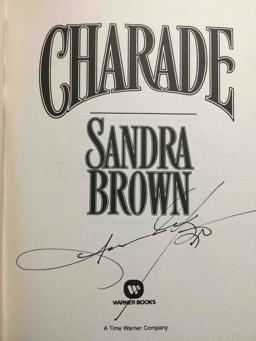 CHARADE
SANDRA
BROWN
WARNER BOOKS
A Time Warner Company